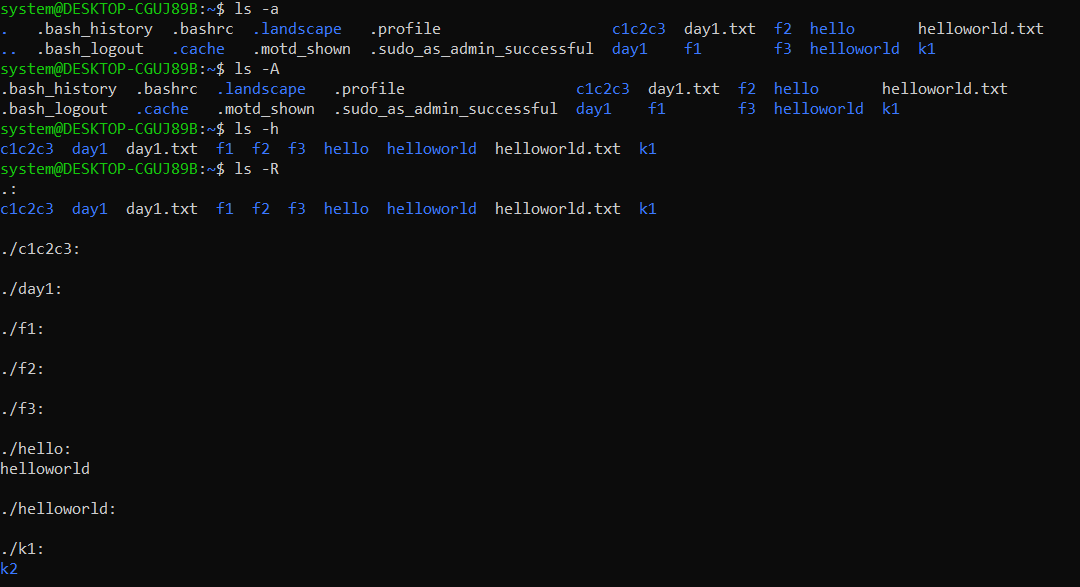 system@DESKTOP-CGUJ89B:~$ ls -a
.   .bash_history  .bashrc  .landscape   .profile                   c1c2c3  day1.txt  f2  hello       helloworld.txt
..  .bash_logout   .cache   .motd_shown  .sudo_as_admin_successful  day1    f1        f3  helloworld  k1
system@DESKTOP-CGUJ89B:~$ ls -A
.bash_history  .bashrc  .landscape   .profile                   c1c2c3  day1.txt  f2  hello       helloworld.txt
.bash_logout   .cache   .motd_shown  .sudo_as_admin_successful  day1    f1        f3  helloworld  k1
system@DESKTOP-CGUJ89B:~$ ls -h
c1c2c3  day1  day1.txt  f1  f2  f3  hello  helloworld  helloworld.txt  k1
system@DESKTOP-CGUJ89B:~$ ls -R
.:
c1c2c3  day1  day1.txt  f1  f2  f3  hello  helloworld  helloworld.txt  k1
./c1c2c3:
./day1:
./f1:
./f2:
./f3:
./hello:
helloworld
./helloworld:
./k1:
k2